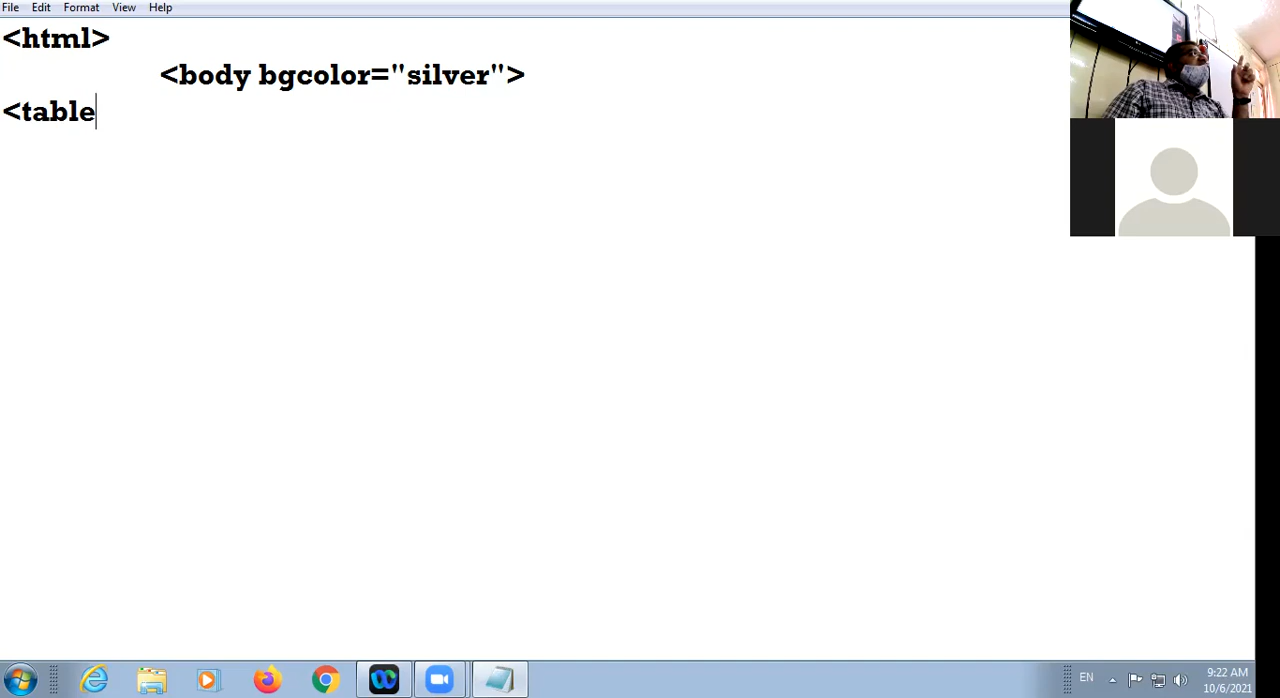 File Edit Format View Help
<html>
<body bgcolor="silver">
<table
EN
9:22 AM
10/6/2021